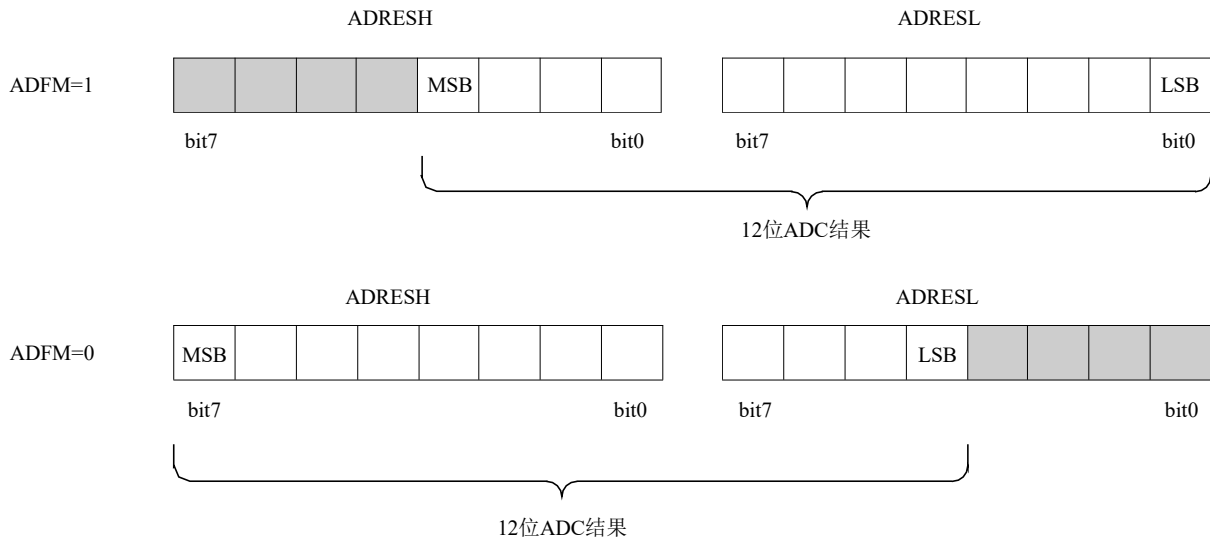 ADRESH ADRESL
ADFM=1 MSB LSB
bit7 bit0 bit7 bit0
12位ADC结果
ADRESH ADRESL
ADFM=0 MSB LSB
bit7 bit0 bit7 bit0
12位ADC结果